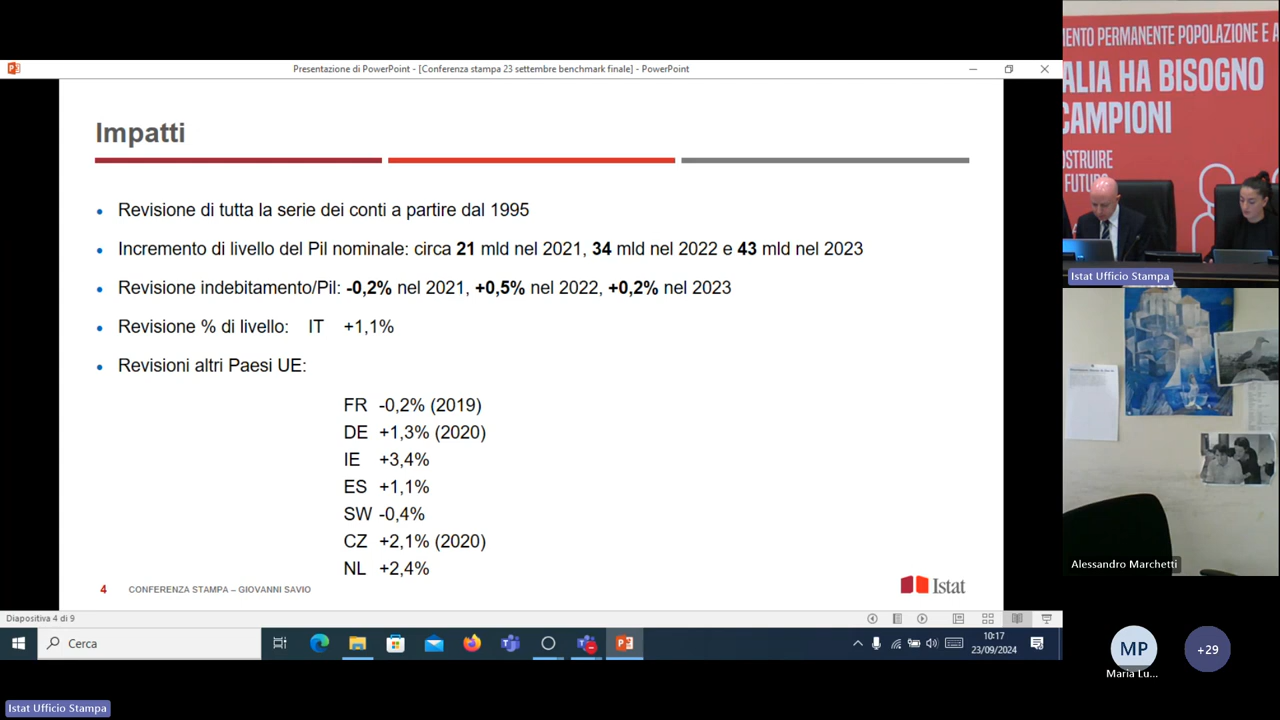 Presentazione di PowerPoint - [Conferenza stampa 23 settembre benchmark finale] - PowerPoint
Impatti
Revisione di tutta la serie dei conti a partire dal 1995
Incremento di livello del Pil nominale: circa 21 mld nel 2021, 34 mld nel 2022 e 43 mld nel 2023
Revisione indebitamento/Pil: -0,2% nel 2021, +0,5% nel 2022, +0,2% nel 2023
Revisione % di livello: IT +1,1%
Revisioni altri Paesi UE:
FR -0,2% (2019)
DE +1,3% (2020)
IE +3,4%
ES +1,1%
SW -0,4%
CZ +2,1% (2020)
NL +2,4%
4 CONFERENZA STAMPA – GIOVANNI SAVIO
Istat
Diapositiva 4 di 9
Cerca
10:17
23/09/2024
Istat Ufficio Stampa
MENTO PERMANENTE POPOLAZIONE E A
ALIA HA BISOGNO
CAMPIONI
OSTRUIRE
FUTURO
Istat Ufficio Stampa
Alessandro Marchetti
MP
Maria Lu...
+29